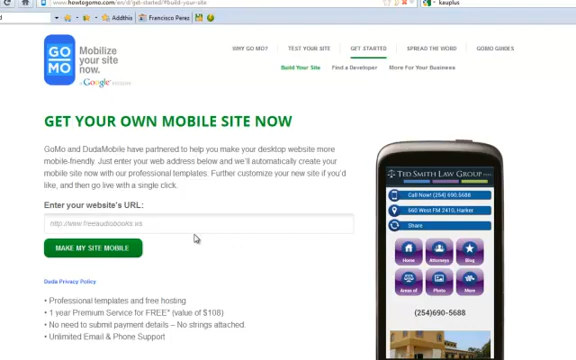 www.howtogomo.com/en/d/get-started/#build-your-site
keuplus
Addthis
Francisco Perez
GO
MO
Mobilize
your site
now.
Google
WHY GO MO?
TEST YOUR SITE
GET STARTED
SPREAD THE WORD
GOMO GUIDES
Build Your Site
Find a Developer
More For Your Business
GET YOUR OWN MOBILE SITE NOW
GoMo and DudaMobile have partnered to help you make your desktop website more
mobile-friendly. Just enter your web address below and we'll automatically create your
mobile site now with our professional templates. Further customize your new site if you'd
like, and then go live with a single click.
Enter your website's URL:
http://www.freeaudiobooks.ws
MAKE MY SITE MOBILE
Duda Privacy Policy
• Professional templates and free hosting
• 1 year Premium Service for FREE* (value of $108)
• No need to submit payment details – No strings attached.
• Unlimited Email & Phone Support
TED SMITH LAW GROUP
Call Now! (254) 690.5688
660 West FM 2410, Harker
Share
Home
Attorneys
Blog
Areas of
Photo
More
(254)690-5688